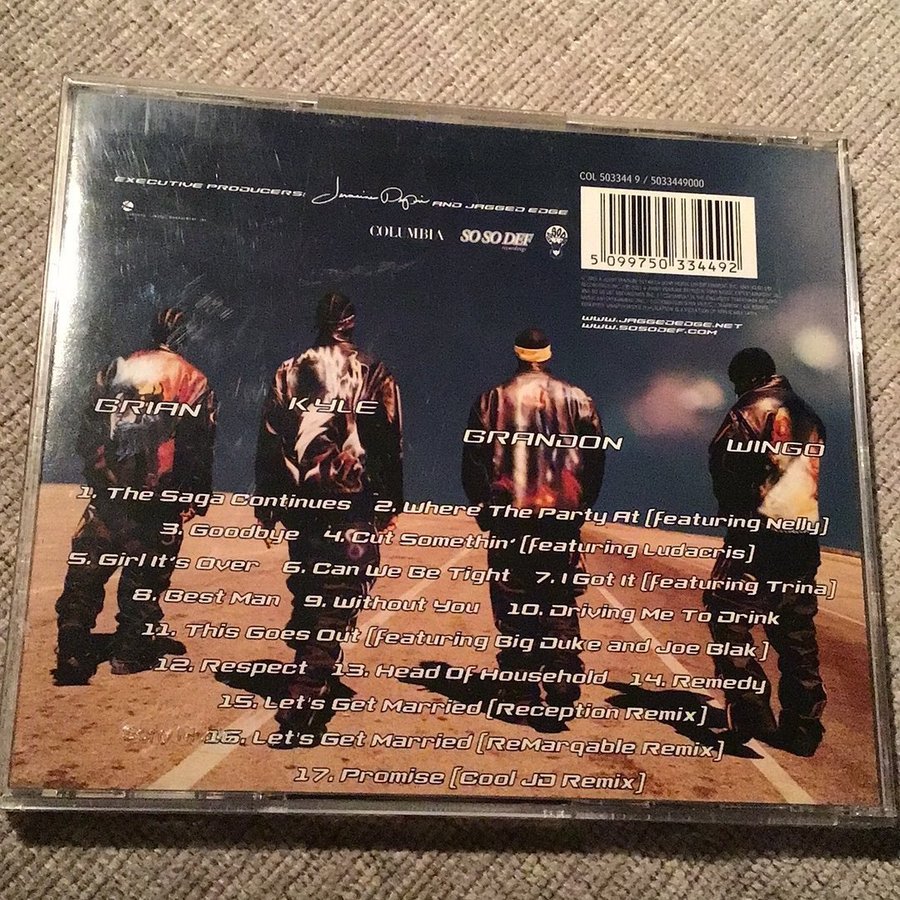 EXECUTIVE PRODUCERS: Jermaine Dupri AND JAGGED EDGE
COL 503344 9 / 5033449000
COLUMBIA SO SO DEF
recordings
5 099750 334492
WWW.JAGGEDEDGE.NET
WWW.SOSODEF.COM
BRIAN KYLE BRANDON WINGO
1. The Saga Continues 2. Where The Party At [featuring Nelly]
3. Goodbye 4. Cut Somethin' [featuring Ludacris]
5. Girl It's Over 6. Can We Be Tight 7. I Got It [featuring Trina]
8. Best Man 9. Without You 10. Driving Me To Drink
11. This Goes Out [featuring Big Duke and Joe Blak]
12. Respect 13. Head Of Household 14. Remedy
15. Let's Get Married [Reception Remix]
16. Let's Get Married [ReMarqable Remix]
17. Promise [Cool JD Remix]